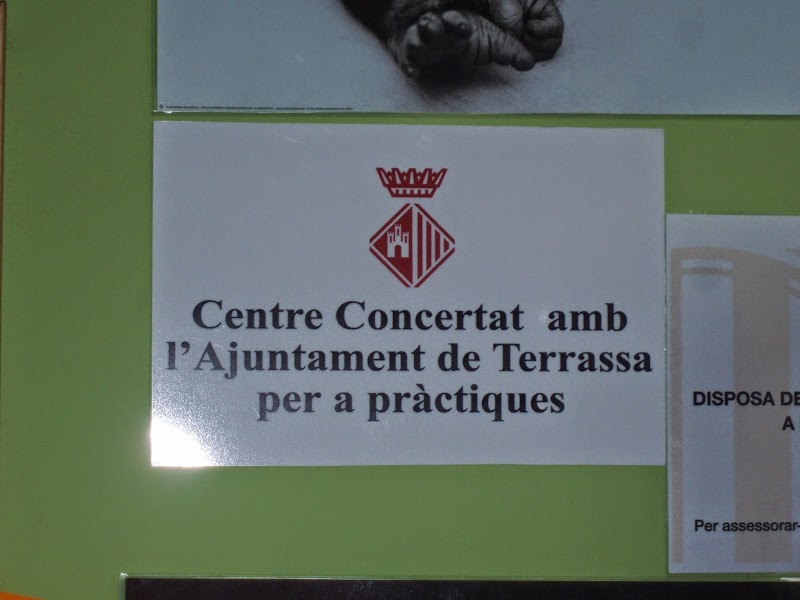 Centre Concertat amb
l'Ajuntament de Terrassa
per a pràctiques
DISPOSA DE
A
Per assessorar-